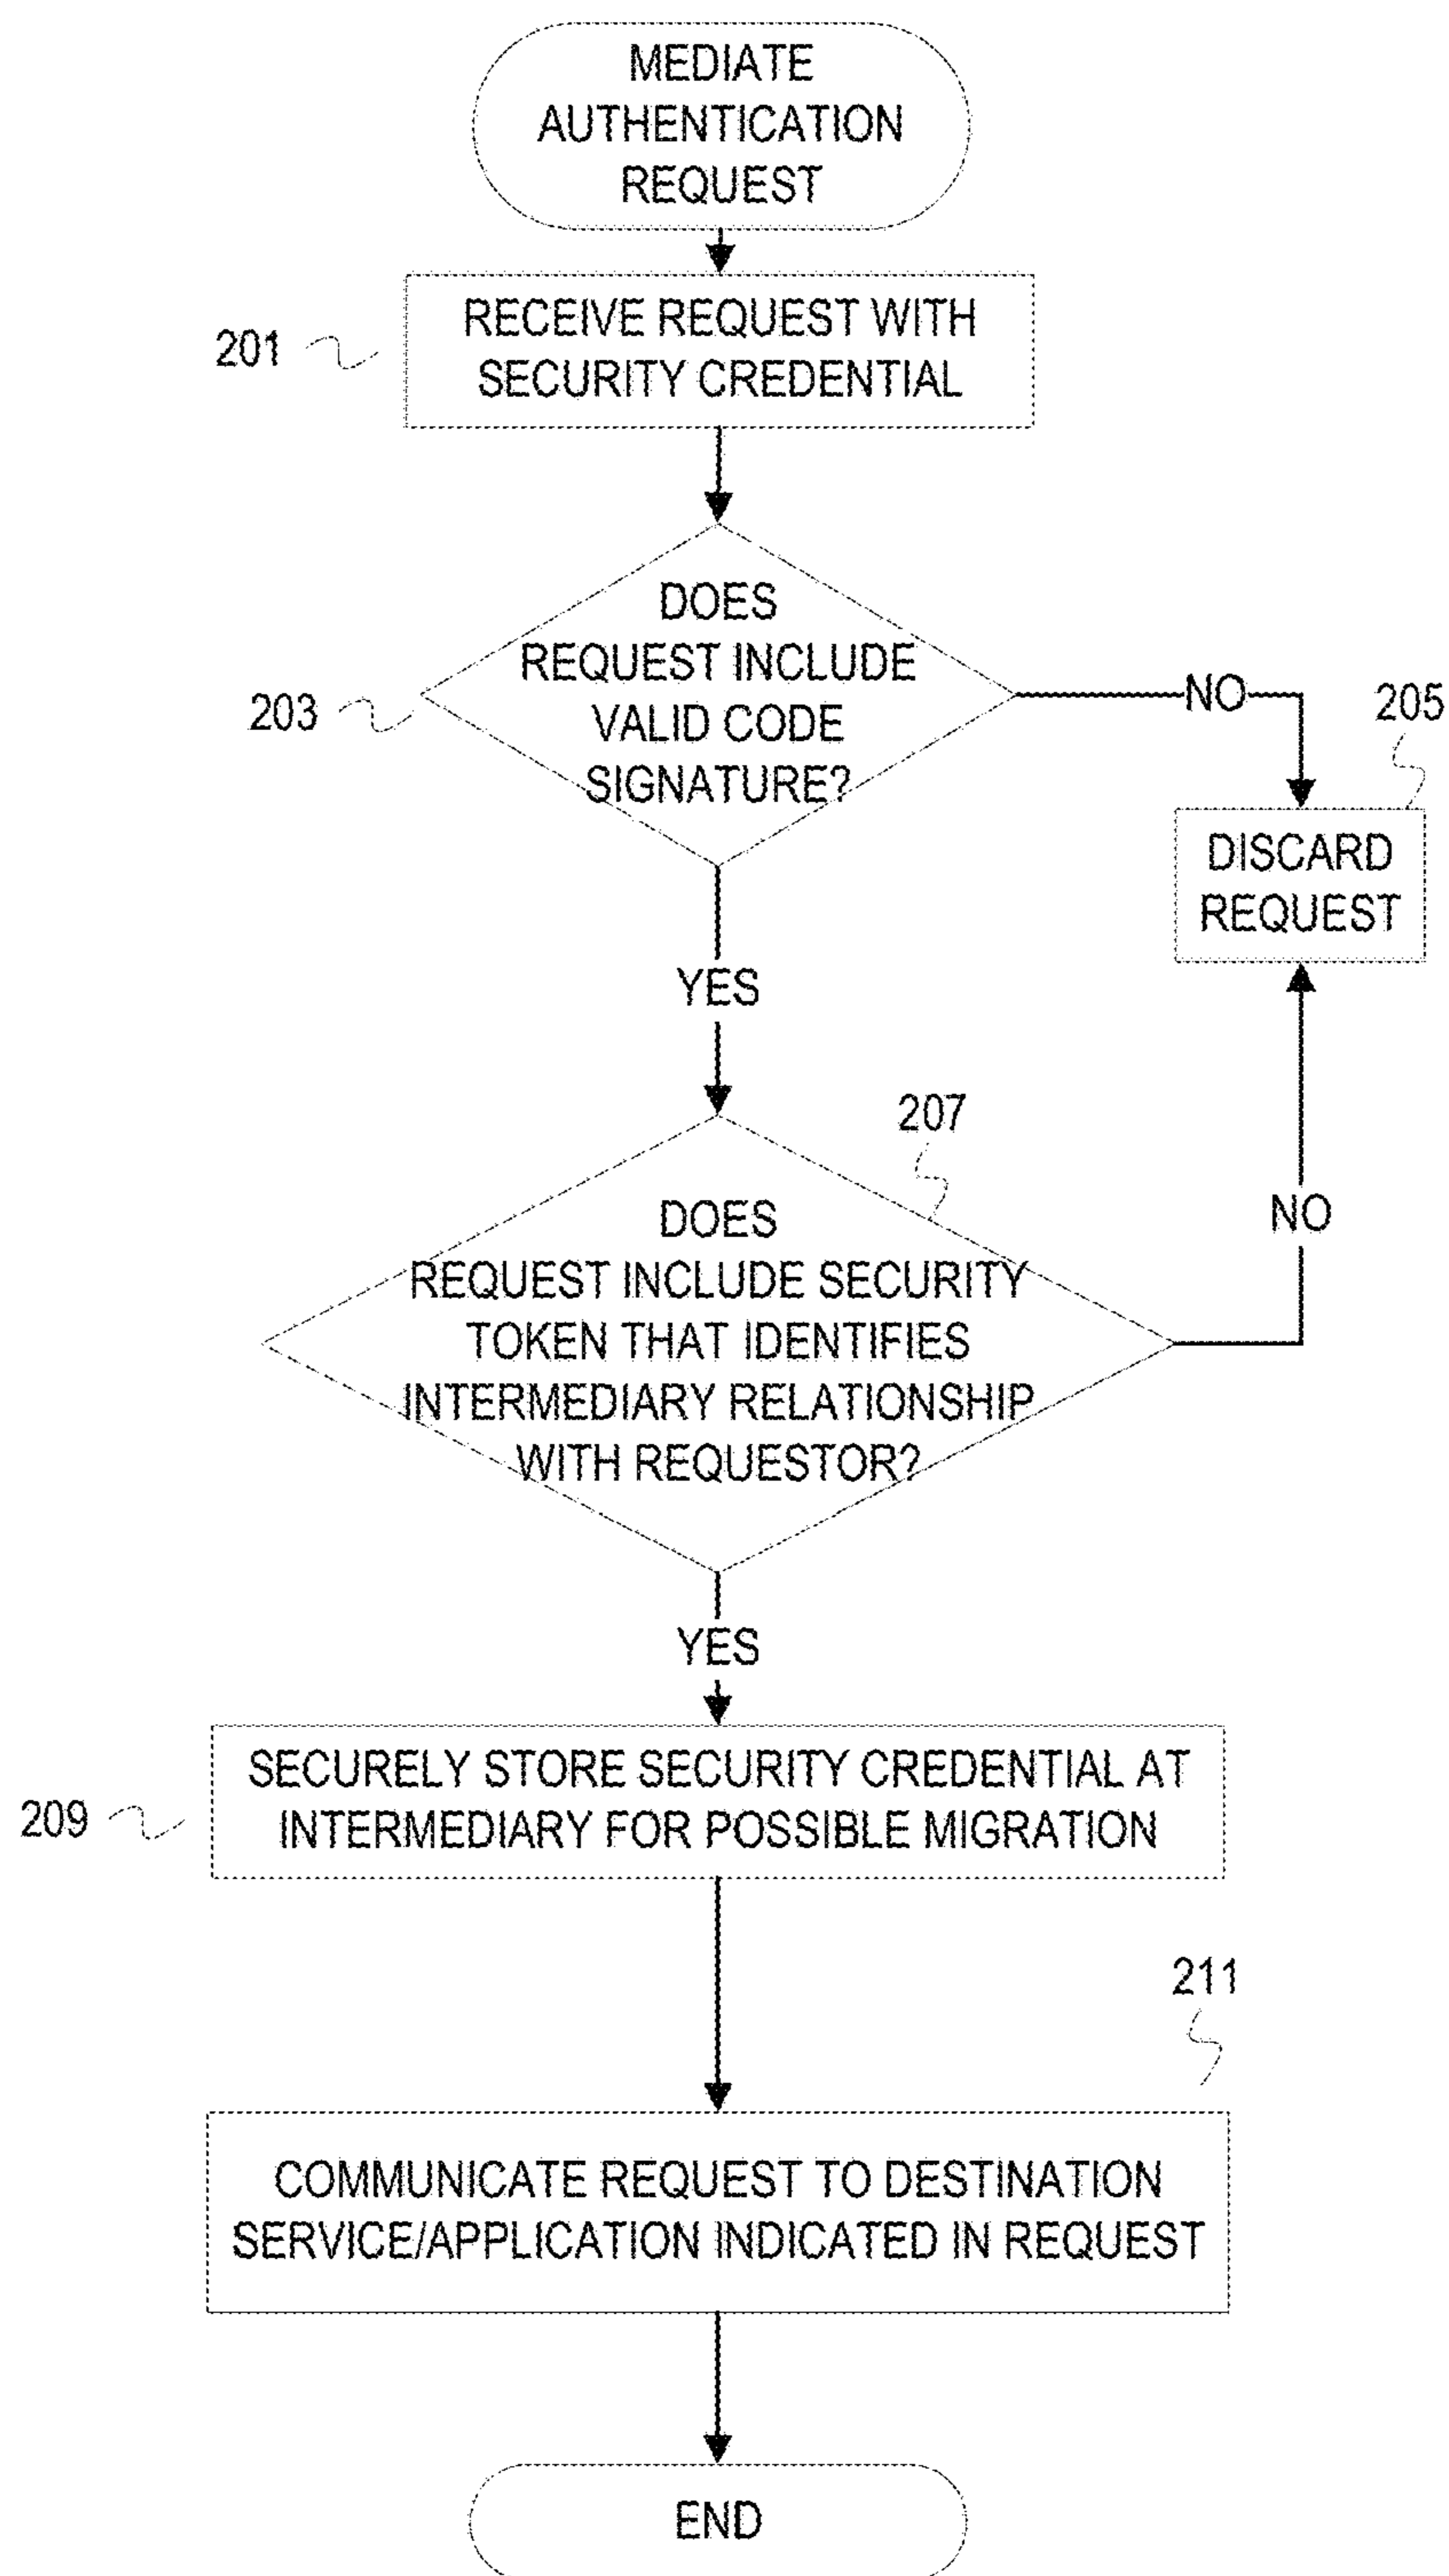 MEDIATE
AUTHENTICATION
REQUEST
201
RECEIVE REQUEST WITH
SECURITY CREDENTIAL
203
DOES
REQUEST INCLUDE
VALID CODE
SIGNATURE?
NO
205
DISCARD
REQUEST
YES
207
DOES
REQUEST INCLUDE SECURITY
TOKEN THAT IDENTIFIES
INTERMEDIARY RELATIONSHIP
WITH REQUESTOR?
NO
YES
209
SECURELY STORE SECURITY CREDENTIAL AT
INTERMEDIARY FOR POSSIBLE MIGRATION
211
COMMUNICATE REQUEST TO DESTINATION
SERVICE/APPLICATION INDICATED IN REQUEST
END